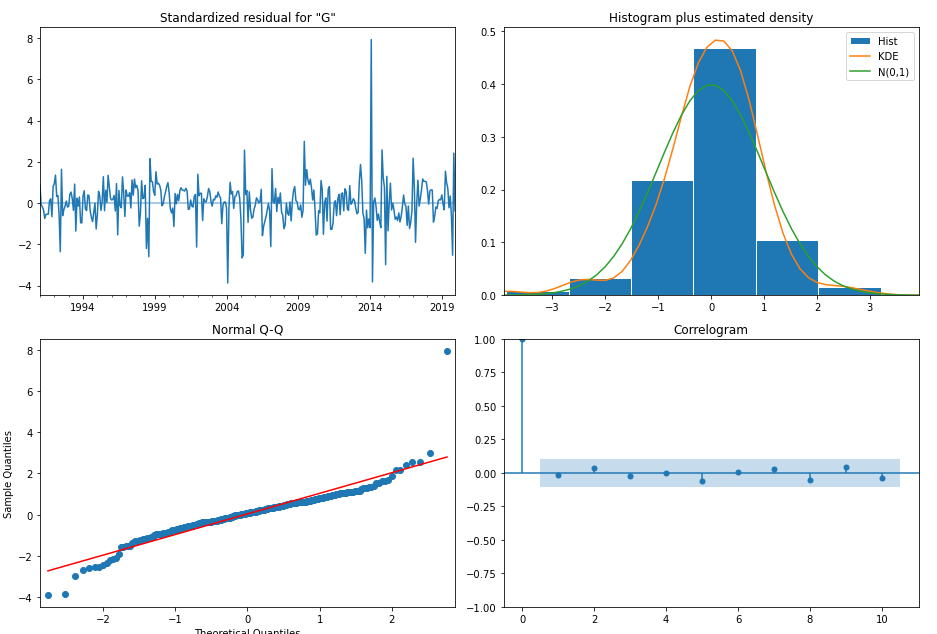 Standardized residual for "G"
8
6
4
2
0
−2
−4
1994 1999 2004 2009 2014 2019
Histogram plus estimated density
0.5
0.4
0.3
0.2
0.1
0.0
−3 −2 −1 0 1 2 3
Hist
KDE
N(0,1)
Normal Q-Q
Sample Quantiles
8
6
4
2
0
−2
−4
−2 −1 0 1 2
Theoretical Quantiles
Correlogram
1.00
0.75
0.50
0.25
0.00
−0.25
−0.50
−0.75
−1.00
0 2 4 6 8 10